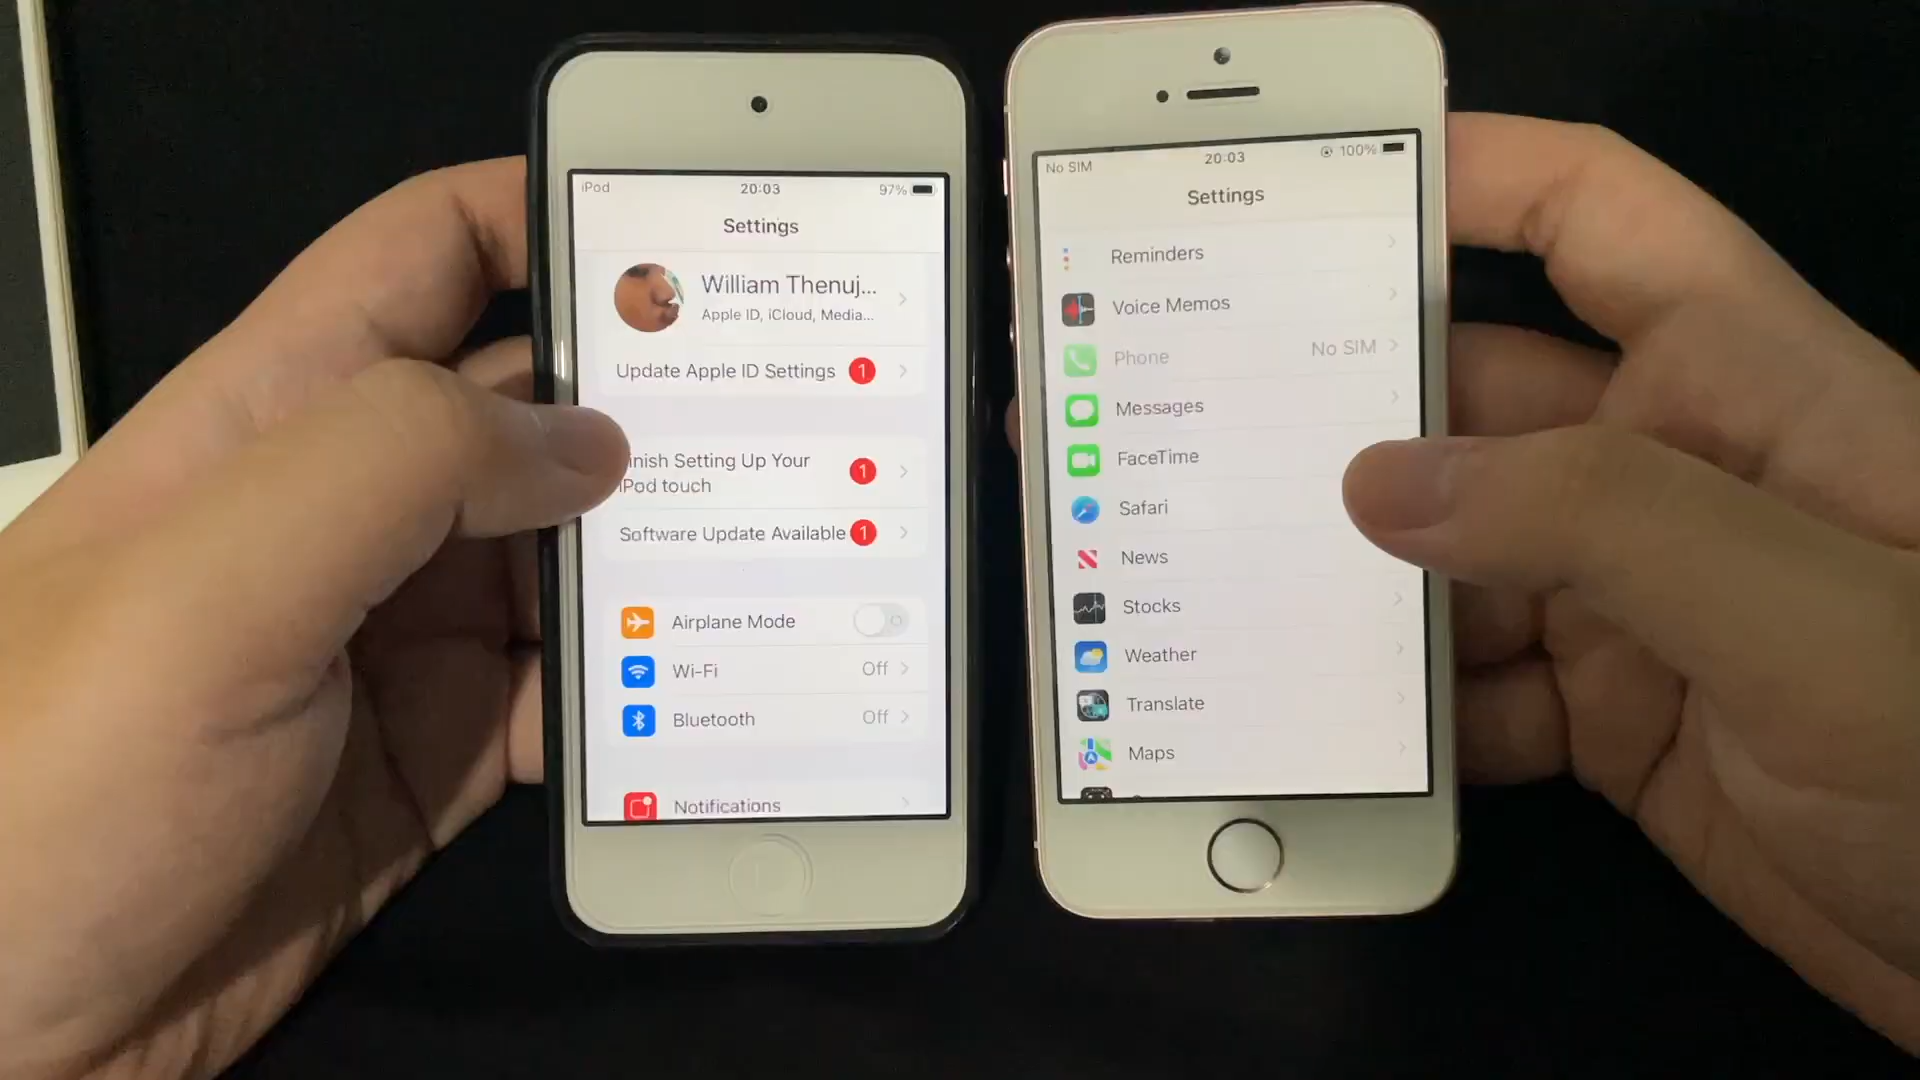 iPod 20:03 97%
Settings
William Thenuj...
Apple ID, iCloud, Media...
Update Apple ID Settings 1
inish Setting Up Your
iPod touch 1
Software Update Available 1
Airplane Mode
Wi-Fi Off
Bluetooth Off
Notifications
No SIM 20:03 100%
Settings
Reminders
Voice Memos
Phone No SIM
Messages
FaceTime
Safari
News
Stocks
Weather
Translate
Maps